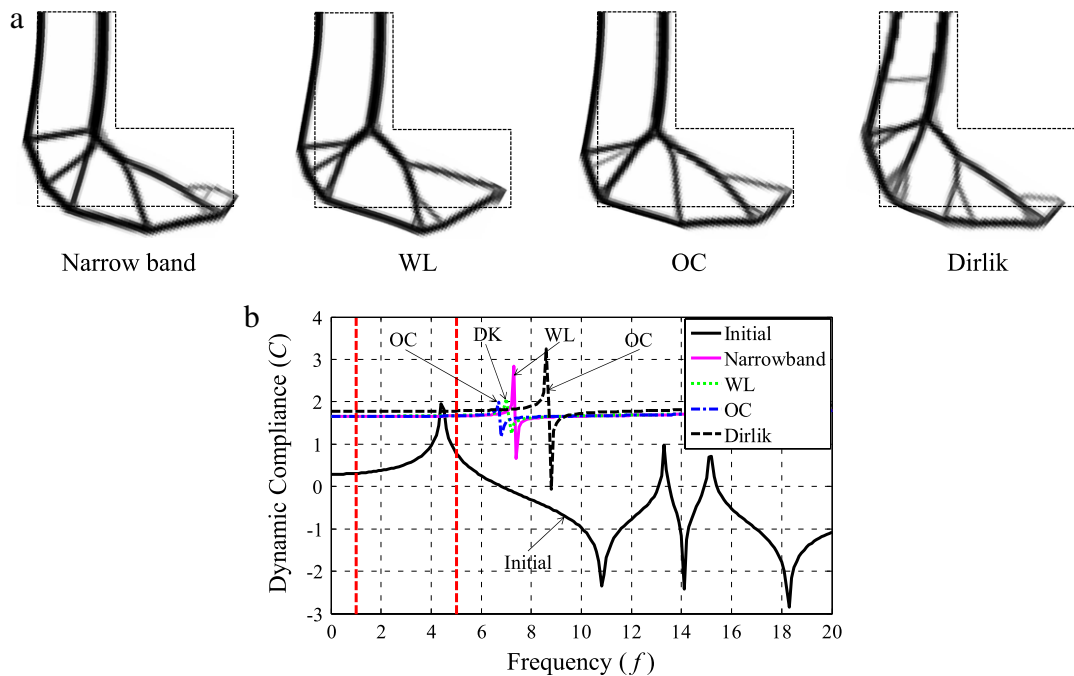 a
Narrow band WL OC Dirlik
b
Dynamic Compliance (C)
4
3
2
1
0
-1
-2
-3
OC DK WL OC
Initial
Initial
Narrowband
WL
OC
Dirlik
0 2 4 6 8 10 12 14 16 18 20
Frequency (f)